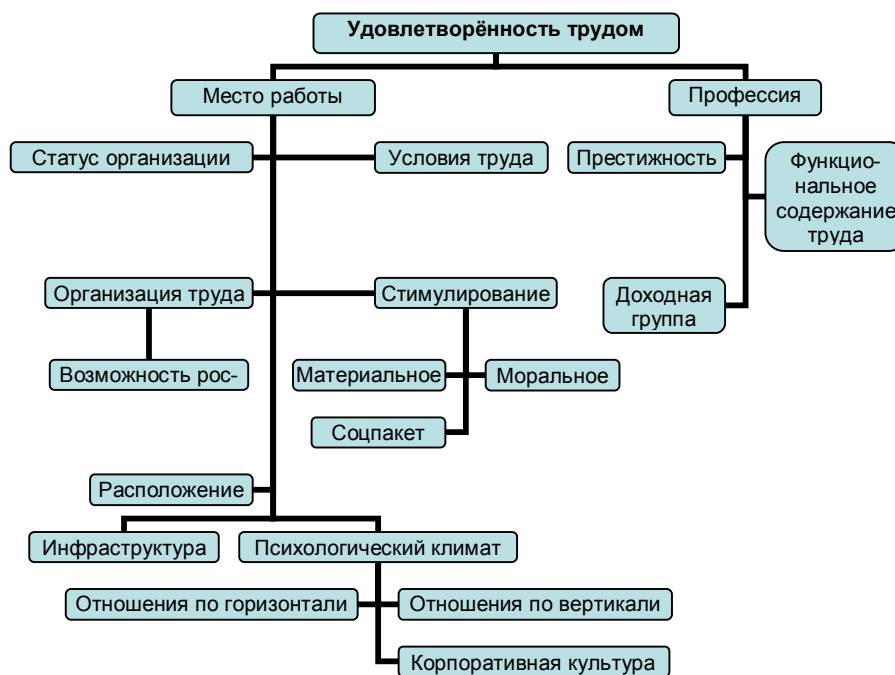 Удовлетворённость трудом
Место работы
Профессия
Статус организации
Условия труда
Престижность
Функцио-
нальное
содержание
труда
Организация труда
Стимулирование
Доходная
группа
Возможность рос-
Материальное
Моральное
Соцпакет
Расположение
Инфраструктура
Психологический климат
Отношения по горизонтали
Отношения по вертикали
Корпоративная культура